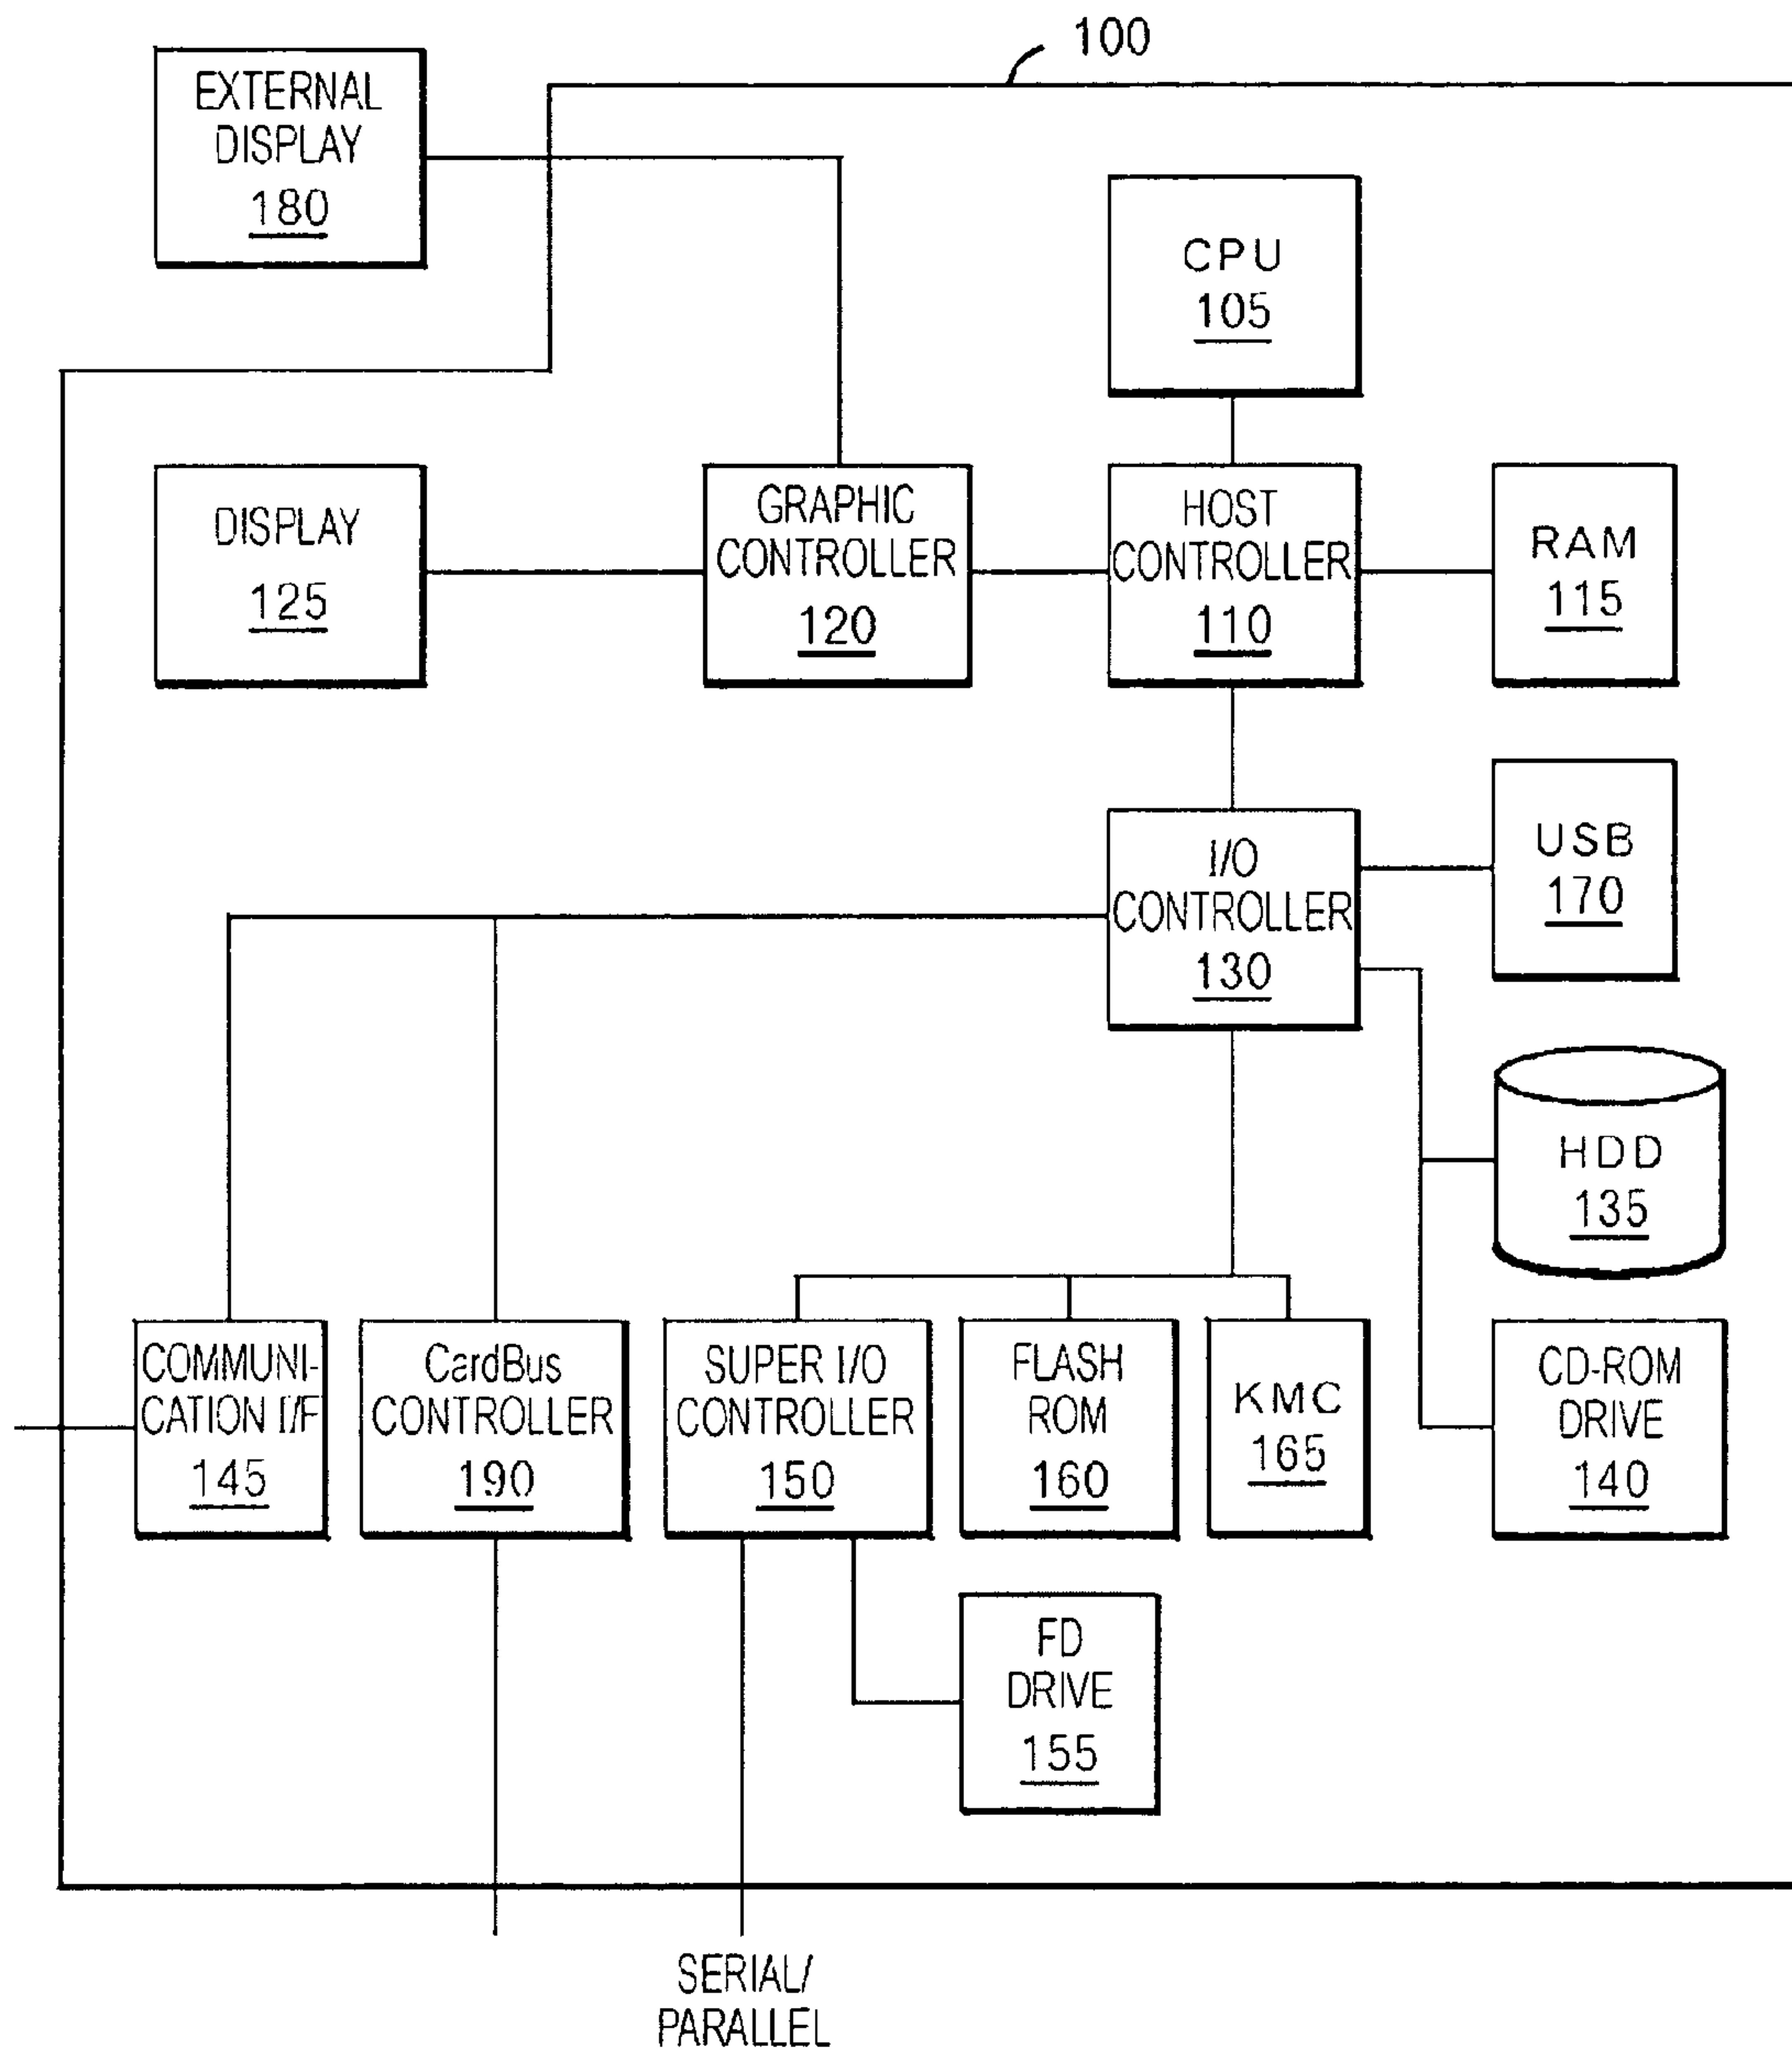 100
EXTERNAL
DISPLAY
180
CPU
105
DISPLAY
125
GRAPHIC
CONTROLLER
120
HOST
CONTROLLER
110
RAM
115
I/O
CONTROLLER
130
USB
170
HDD
135
COMMUNI-
CATION I/F
145
CardBus
CONTROLLER
190
SUPER I/O
CONTROLLER
150
FLASH
ROM
160
KMC
165
CD-ROM
DRIVE
140
FD
DRIVE
155
SERIAL/
PARALLEL